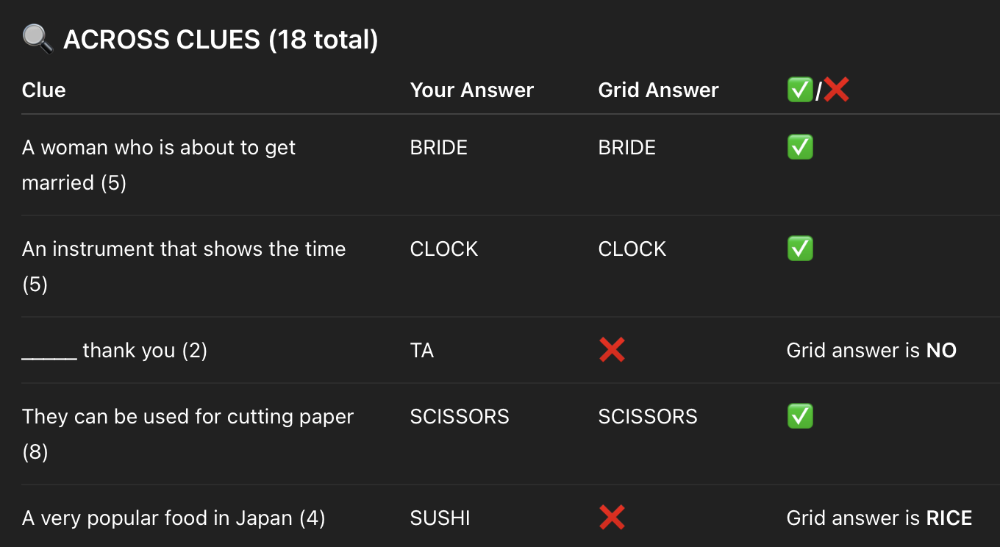 🔍 ACROSS CLUES (18 total)
Clue Your Answer Grid Answer ✅/❌
A woman who is about to get BRIDE BRIDE ✅
married (5)
An instrument that shows the time CLOCK CLOCK ✅
(5)
_____ thank you (2) TA ❌ Grid answer is NO
They can be used for cutting paper SCISSORS SCISSORS ✅
(8)
A very popular food in Japan (4) SUSHI ❌ Grid answer is RICE